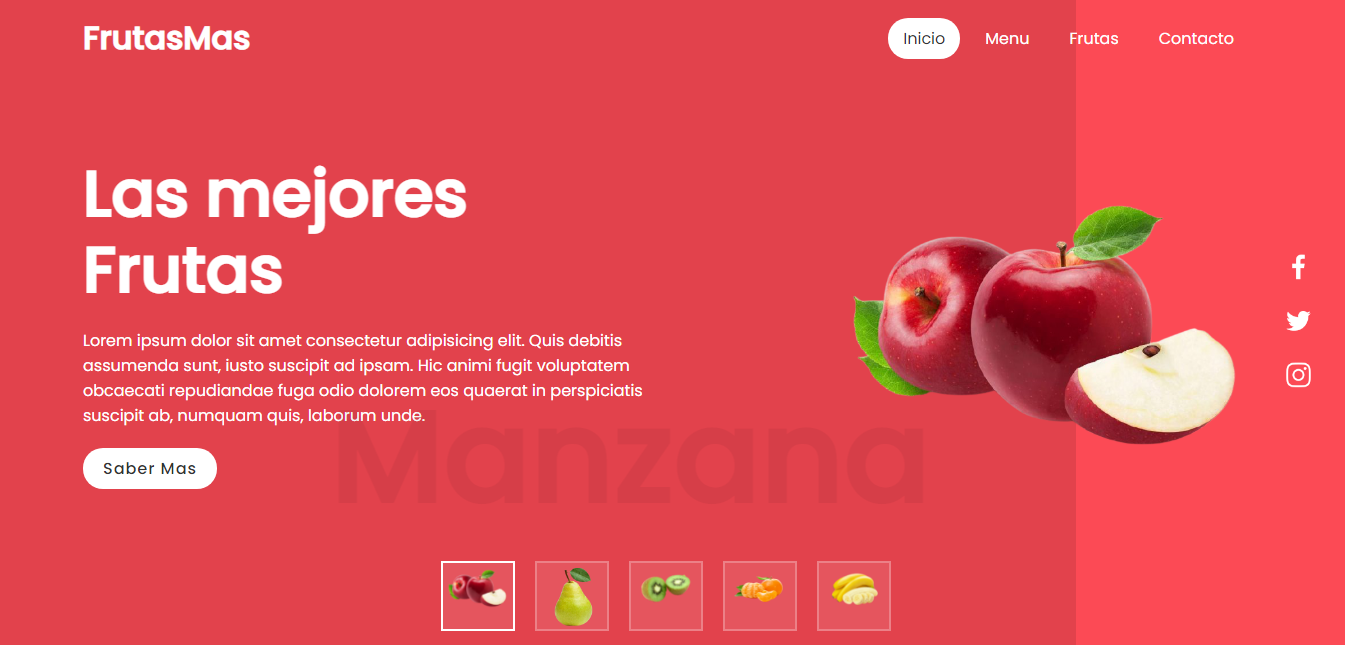 FrutasMas
Inicio Menu Frutas Contacto
Las mejores
Frutas
Lorem ipsum dolor sit amet consectetur adipisicing elit. Quis debitis
assumenda sunt, iusto suscipit ad ipsam. Hic animi fugit voluptatem
obcaecati repudiandae fuga odio dolorem eos quaerat in perspiciatis
suscipit ab, numquam quis, laborum unde.
Manzana
Saber Mas